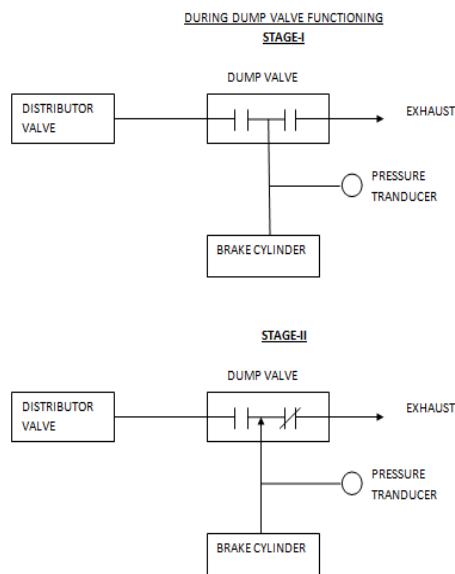 DURING DUMP VALVE FUNCTIONING
STAGE-I
DUMP VALVE
DISTRIBUTOR
VALVE
EXHAUST
PRESSURE
TRANDUCER
BRAKE CYLINDER
STAGE-II
DUMP VALVE
DISTRIBUTOR
VALVE
EXHAUST
PRESSURE
TRANDUCER
BRAKE CYLINDER